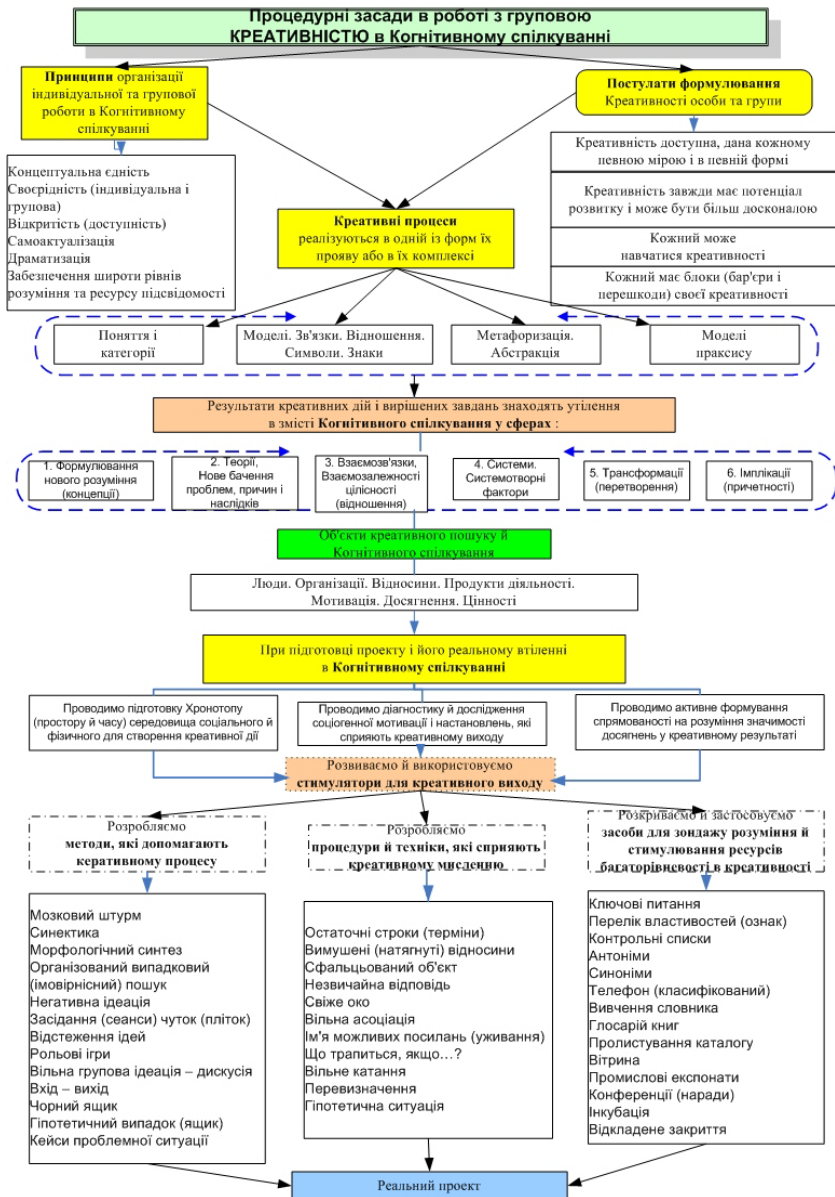 Процедурні засади в роботі з груповою
КРЕАТИВНІСТЮ в Когнітивному спілкуванні
Принципи організації
індивідуальної та групової
роботи в Когнітивному
спілкуванні
Постулати формулювання
Креативності особи та групи
Концептуальна єдність
Своєрідність (індивідуальна і
групова)
Відкритість (доступність)
Самоактуалізація
Драматизація
Забезпечення широти рівнів
розуміння та ресурсу підсвідомості
Креативність доступна, дана кожному
певною мірою і в певній формі
Креативність завжди має потенціал
розвитку і може бути більш досконалою
Кожний може
навчатися креативності
Кожний має блоки (бар'єри і
перешкоди) своєї креативності
Креативні процеси
реалізуються в одній із форм їх
прояву або в їх комплексі
Поняття і
категорії
Моделі. Зв'язки. Відношення.
Символи. Знаки
Метафоризація.
Абстракція
Моделі
праксису
Результати креативних дій і вирішених завдань знаходять утілення
в змісті Когнітивного спілкування у сферах :
1. Формулювання
нового розуміння
(концепції)
2. Теорії,
Нове бачення
проблем, причин і
наслідків
3. Взаємозв'язки,
Взаємозалежності
цілісності
(відношення)
4. Системи.
Системотворні
фактори
5. Трансформації
(перетворення)
6. Імплікації
(причетності)
Об'єкти креативного пошуку й
Когнітивного спілкування
Люди. Організації. Відносини. Продукти діяльності.
Мотивація. Досягнення. Цінності
При підготовці проекту і його реальному втіленні
в Когнітивному спілкуванні
Проводимо підготовку Хронотопу
(простору й часу) середовища соціального й
фізичного для створення креативної дії
Проводимо діагностику й дослідження
соціогенної мотивації і настановлень, які
сприяють креативному виходу
Проводимо активне формування
спрямованості на розуміння значимості
досягнень у креативному результаті
Розвиваємо й використовуємо
стимулятори для креативного виходу
Розробляємо
методи, які допомагають
керативному процесу
Розробляємо
процедури й техніки, які сприяють
креативному мисленню
Розкриваємо и застосовуємо
засоби для зондажу розуміння й
стимулювання ресурсів
багаторівневості в креативності
Мозковий штурм
Синектика
Морфологічний синтез
Організований випадковий
(імовірнісний) пошук
Негативна ідеація
Засідання (сеанси) чуток (пліток)
Відстеження ідей
Рольові ігри
Вільна групова ідеація – дискусія
Вхід – вихід
Чорний ящик
Гіпотетичний випадок (ящик)
Кейси проблемної ситуації
Остаточні строки (терміни)
Вимушені (натягнуті) відносини
Сфальцьований об'єкт
Незвичайна відповідь
Свіже око
Вільна асоціація
Ім'я можливих посилань (уживання)
Що трапиться, якщо…?
Вільне катання
Перевизначення
Гіпотетична ситуація
Ключові питання
Перелік властивостей (ознак)
Контрольні списки
Антоніми
Синоніми
Телефон (класифікований)
Вивчення словника
Глосарій книг
Пролистування каталогу
Вітрина
Промислові експонати
Конференції (наради)
Інкубація
Відкладене закриття
Реальний проект